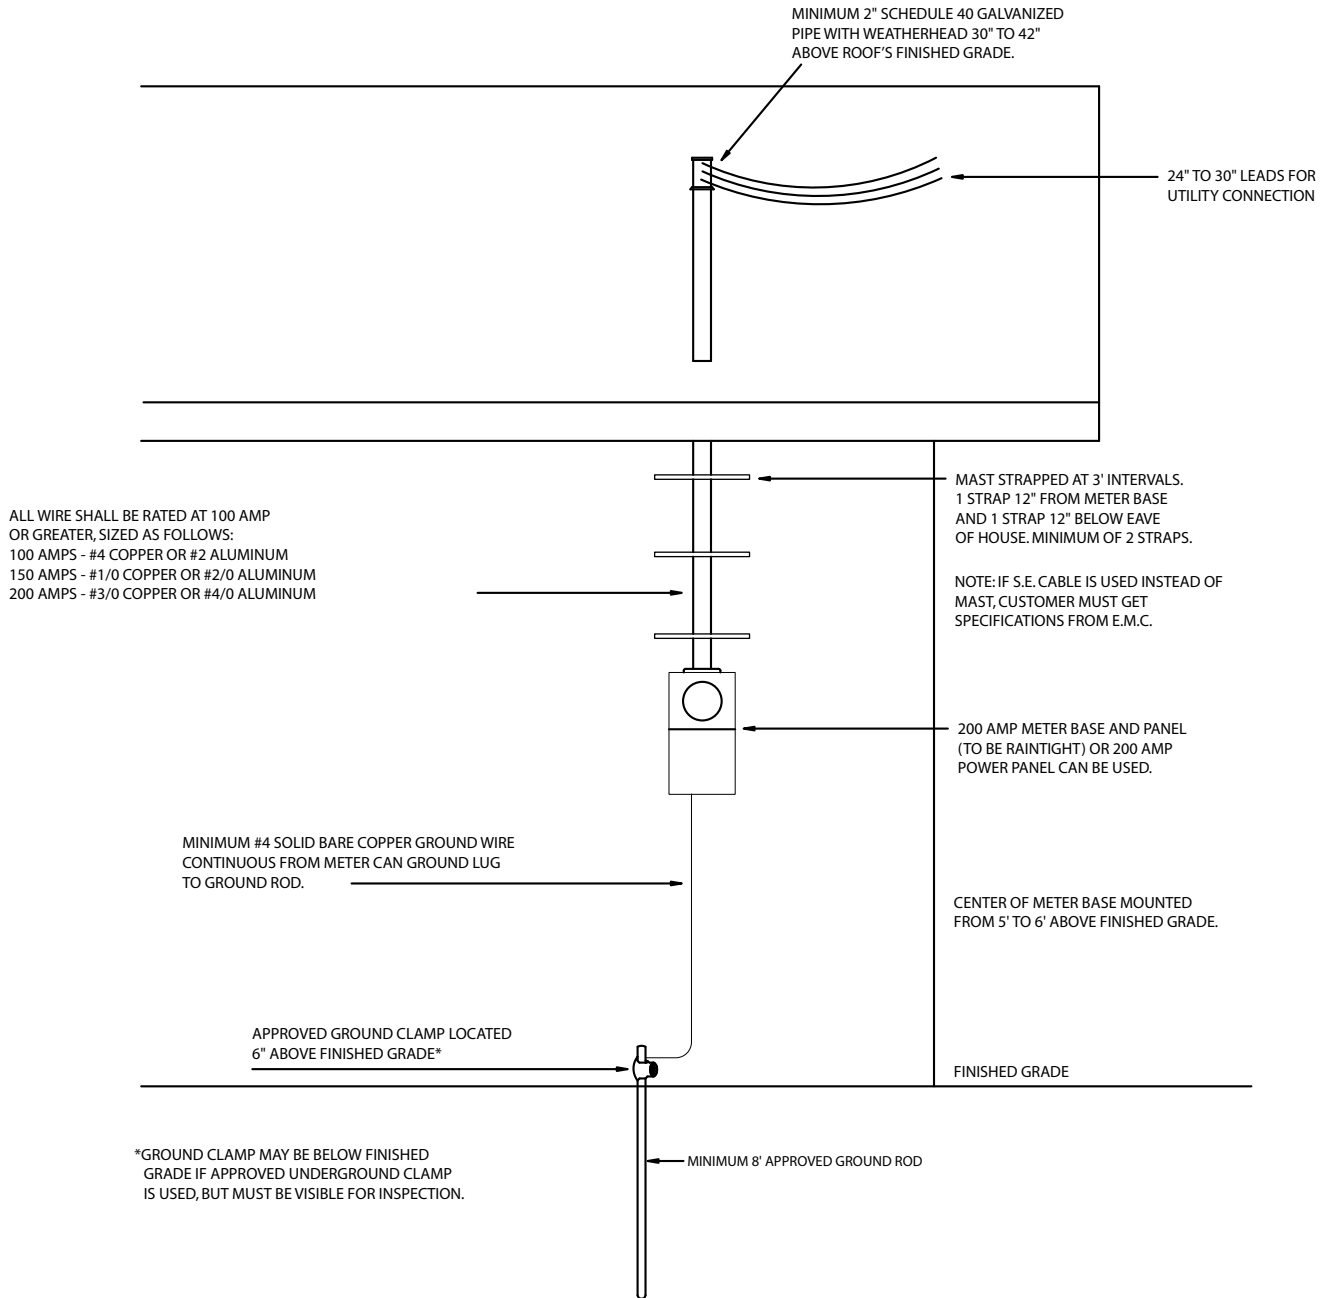 MINIMUM 2" SCHEDULE 40 GALVANIZED
PIPE WITH WEATHERHEAD 30" TO 42"
ABOVE ROOF'S FINISHED GRADE.
24" TO 30" LEADS FOR
UTILITY CONNECTION
MAST STRAPPED AT 3' INTERVALS.
1 STRAP 12" FROM METER BASE
AND 1 STRAP 12" BELOW EAVE
OF HOUSE. MINIMUM OF 2 STRAPS.
NOTE: IF S.E. CABLE IS USED INSTEAD OF
MAST, CUSTOMER MUST GET
SPECIFICATIONS FROM E.M.C.
ALL WIRE SHALL BE RATED AT 100 AMP
OR GREATER, SIZED AS FOLLOWS:
100 AMPS - #4 COPPER OR #2 ALUMINUM
150 AMPS - #1/0 COPPER OR #2/0 ALUMINUM
200 AMPS - #3/0 COPPER OR #4/0 ALUMINUM
200 AMP METER BASE AND PANEL
(TO BE RAINTIGHT) OR 200 AMP
POWER PANEL CAN BE USED.
MINIMUM #4 SOLID BARE COPPER GROUND WIRE
CONTINUOUS FROM METER CAN GROUND LUG
TO GROUND ROD.
CENTER OF METER BASE MOUNTED
FROM 5' TO 6' ABOVE FINISHED GRADE.
APPROVED GROUND CLAMP LOCATED
6" ABOVE FINISHED GRADE*
FINISHED GRADE
*GROUND CLAMP MAY BE BELOW FINISHED
GRADE IF APPROVED UNDERGROUND CLAMP
IS USED, BUT MUST BE VISIBLE FOR INSPECTION.
MINIMUM 8' APPROVED GROUND ROD